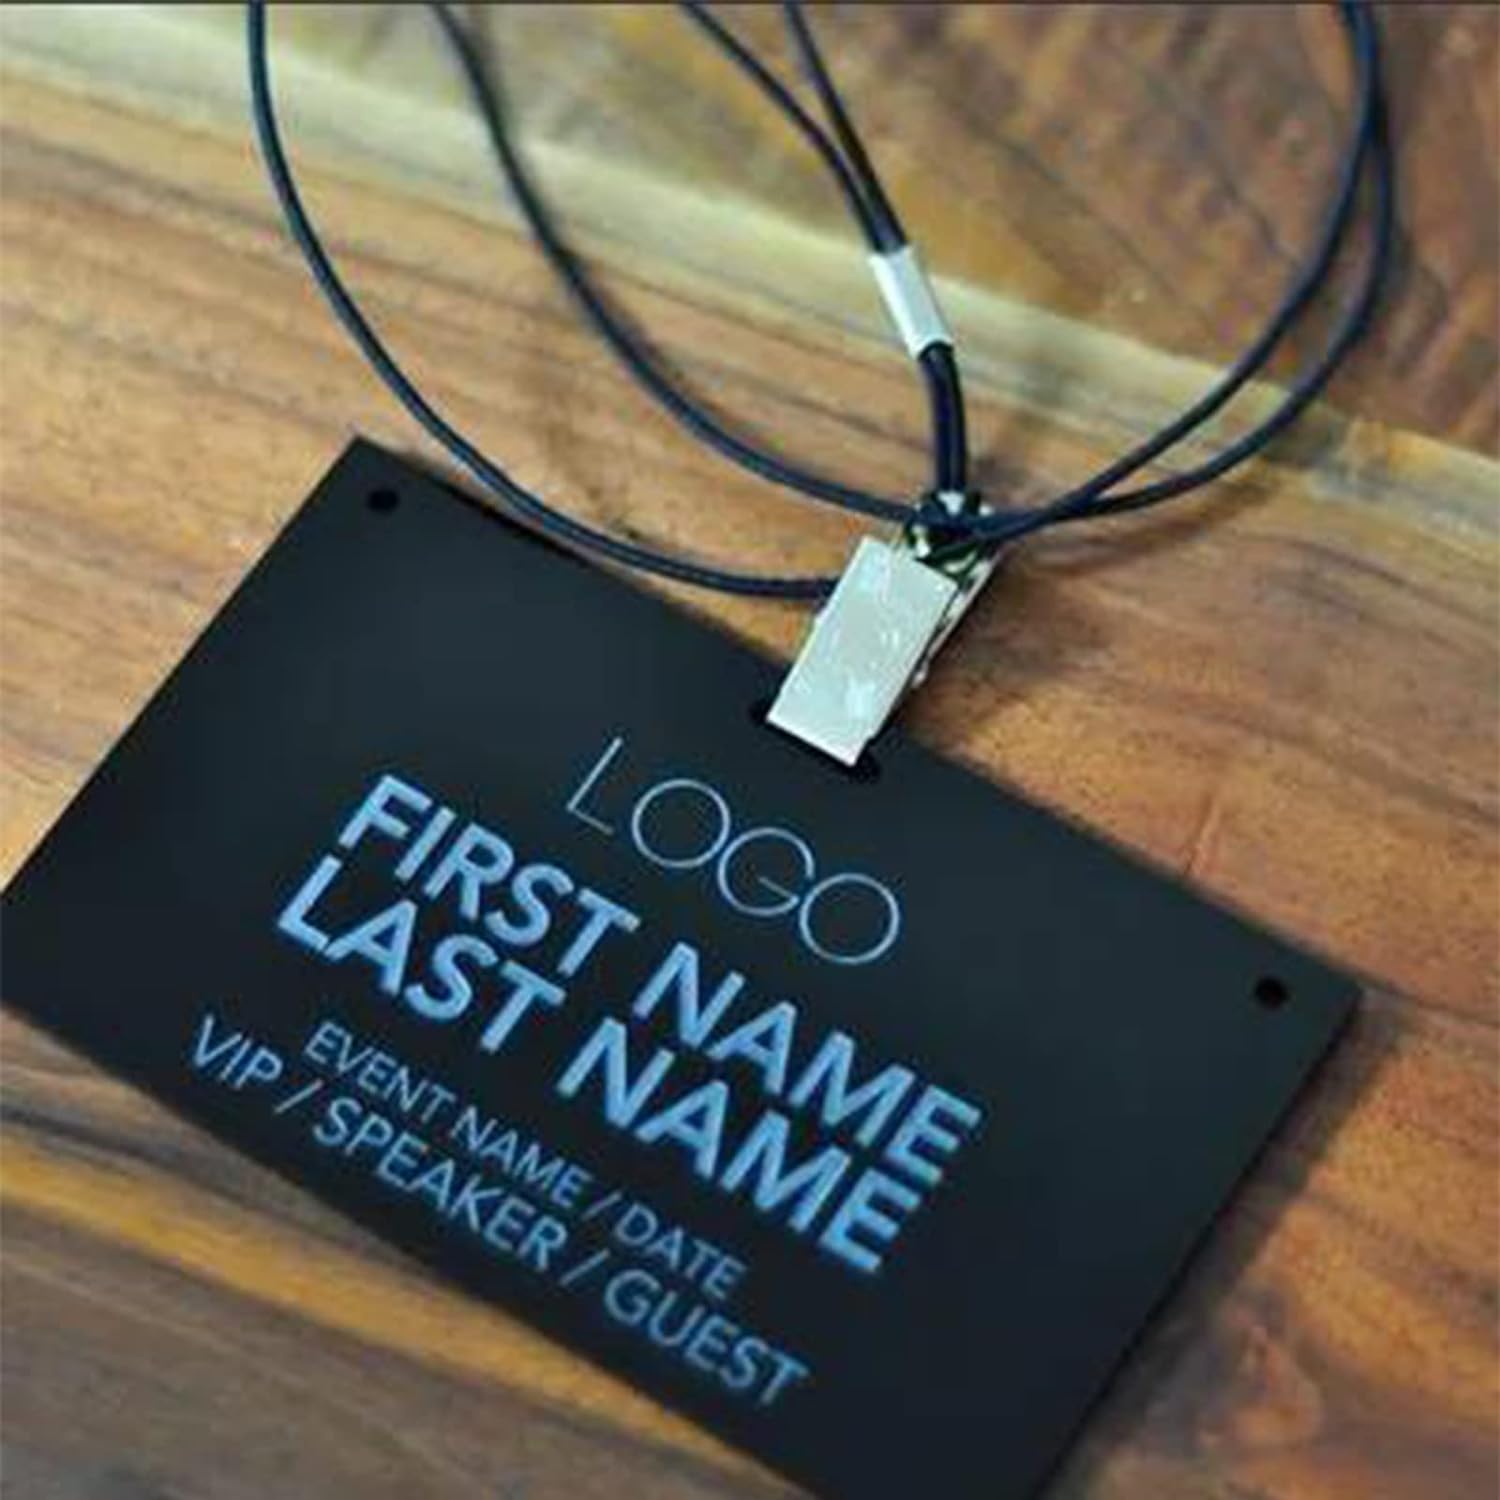 LOGO
FIRST NAME
LAST NAME
EVENT NAME / DATE
VIP / SPEAKER / GUEST